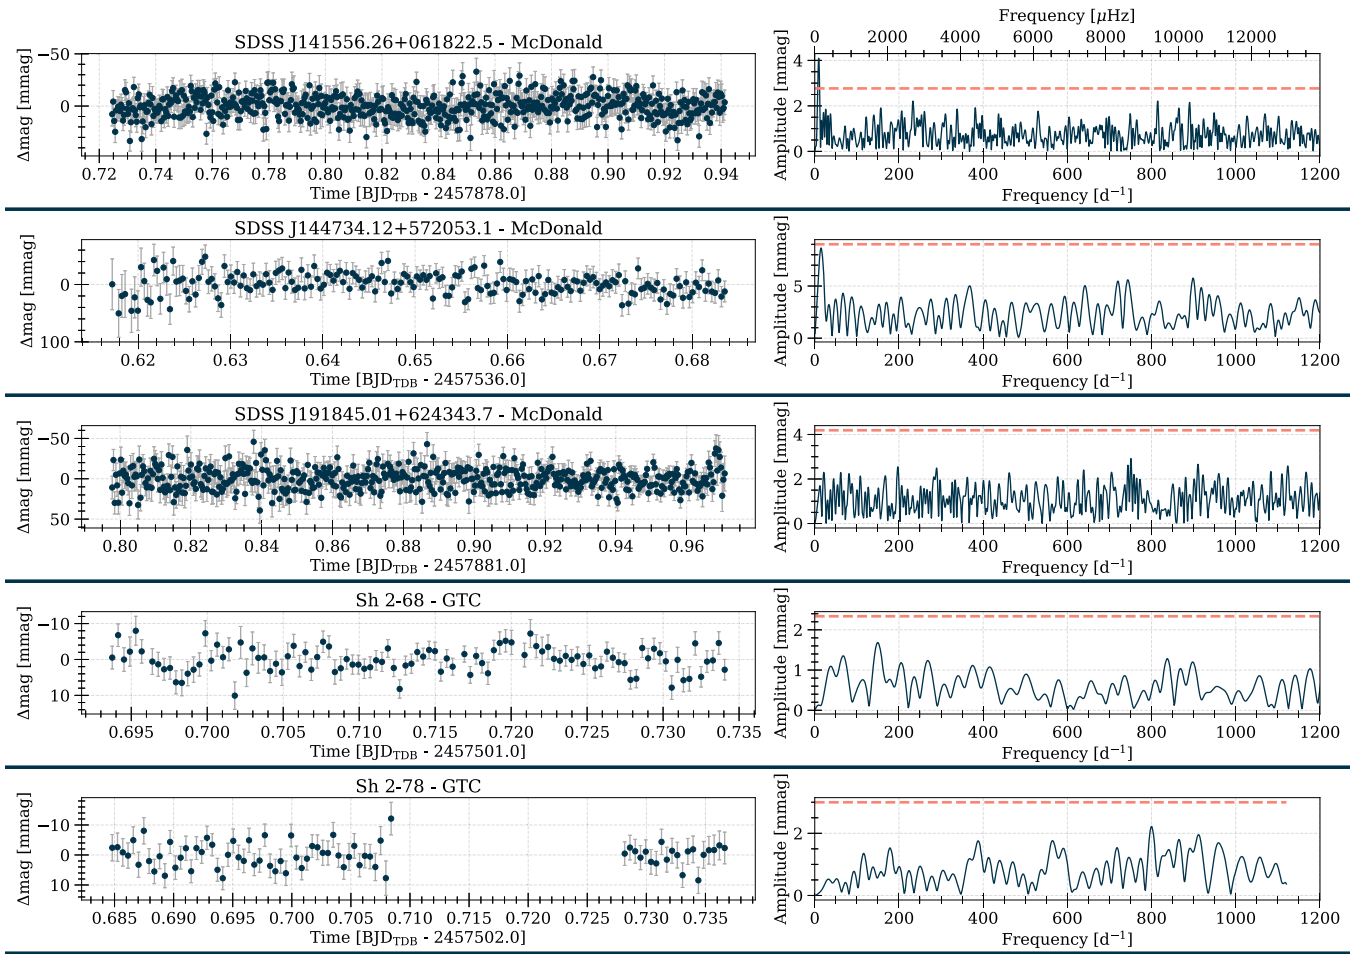 SDSS J141556.26+061822.5 - McDonald
Δmag [mmag]
−50
0
0.72 0.74 0.76 0.78 0.80 0.82 0.84 0.86 0.88 0.90 0.92 0.94
Time [BJD_TDB - 2457878.0]
Frequency [μHz]
0 2000 4000 6000 8000 10000 12000
Amplitude [mmag]
4
2
0
0 200 400 600 800 1000 1200
Frequency [d⁻¹]
SDSS J144734.12+572053.1 - McDonald
Δmag [mmag]
0
100
0.62 0.63 0.64 0.65 0.66 0.67 0.68
Time [BJD_TDB - 2457536.0]
Amplitude [mmag]
5
0
0 200 400 600 800 1000 1200
Frequency [d⁻¹]
SDSS J191845.01+624343.7 - McDonald
Δmag [mmag]
−50
0
50
0.80 0.82 0.84 0.86 0.88 0.90 0.92 0.94 0.96
Time [BJD_TDB - 2457881.0]
Amplitude [mmag]
4
2
0
0 200 400 600 800 1000 1200
Frequency [d⁻¹]
Sh 2-68 - GTC
Δmag [mmag]
−10
0
10
0.695 0.700 0.705 0.710 0.715 0.720 0.725 0.730 0.735
Time [BJD_TDB - 2457501.0]
Amplitude [mmag]
2
1
0
0 200 400 600 800 1000 1200
Frequency [d⁻¹]
Sh 2-78 - GTC
Δmag [mmag]
−10
0
10
0.685 0.690 0.695 0.700 0.705 0.710 0.715 0.720 0.725 0.730 0.735
Time [BJD_TDB - 2457502.0]
Amplitude [mmag]
2
0
0 200 400 600 800 1000 1200
Frequency [d⁻¹]